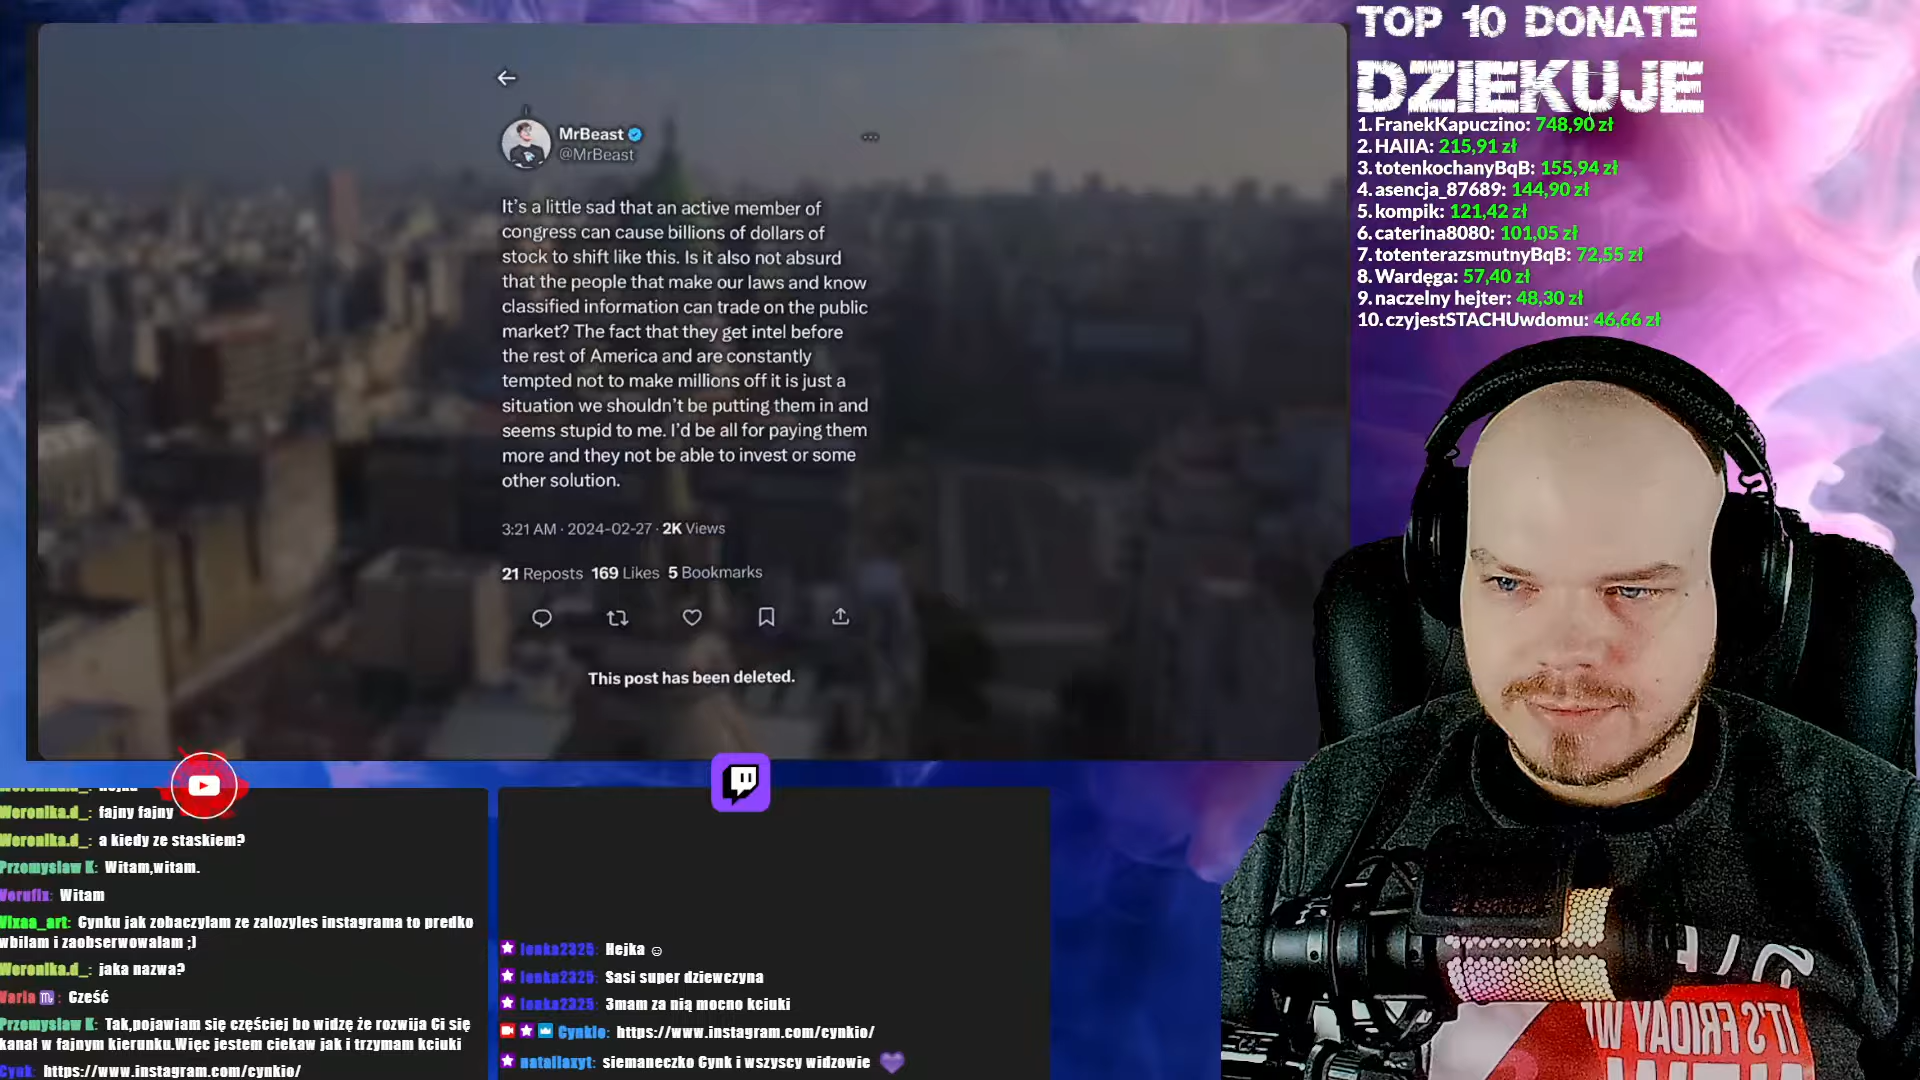 TOP 10 DONATE
DZIEKUJE
1. FranekKapuczino: 748,90 zł
2. HAIIA: 215,91 zł
3. totenkochanyBqB: 155,94 zł
4. asencja_87689: 144,90 zł
5. kompik: 121,42 zł
6. caterina8080: 101,05 zł
7. totenterazsmutnyBqB: 72,55 zł
8. Wardęga: 57,40 zł
9. naczelny hejter: 48,30 zł
10. czyjestSTACHUwdomu: 46,66 zł
MrBeast
@MrBeast
It's a little sad that an active member of
congress can cause billions of dollars of
stock to shift like this. Is it also not absurd
that the people that make our laws and know
classified information can trade on the public
market? The fact that they get intel before
the rest of America and are constantly
tempted not to make millions off it is just a
situation we shouldn't be putting them in and
seems stupid to me. I'd be all for paying them
more and they not be able to invest or some
other solution.
3:21 AM · 2024-02-27 · 2K Views
21 Reposts 169 Likes 5 Bookmarks
This post has been deleted.
Weronika.d_: fajny fajny
Weronika.d_: a kiedy ze staskiem?
Przemyslaw K: Witam,witam.
Verufix: Witam
Vixaa_art: Cynku jak zobaczylam ze zalozyles instagrama to predko
wbilam i zaobserwowalam ;)
Weronika.d_: jaka nazwa?
Varia: Cześć
Przemyslaw K: Tak,pojawiam się częściej bo widzę że rozwija Ci się
kanał w fajnym kierunku.Więc jestem ciekaw jak i trzymam kciuki
Cynk: https://www.instagram.com/cynkio/
lenka2325: Hejka ☺
lenka2325: Sasi super dziewczyna
lenka2325: 3mam za nią mocno kciuki
Cynkio: https://www.instagram.com/cynkio/
nataliaxyt: siemaneczko Cynk i wszyscy widzowie 💜
IT'S FRIDAY